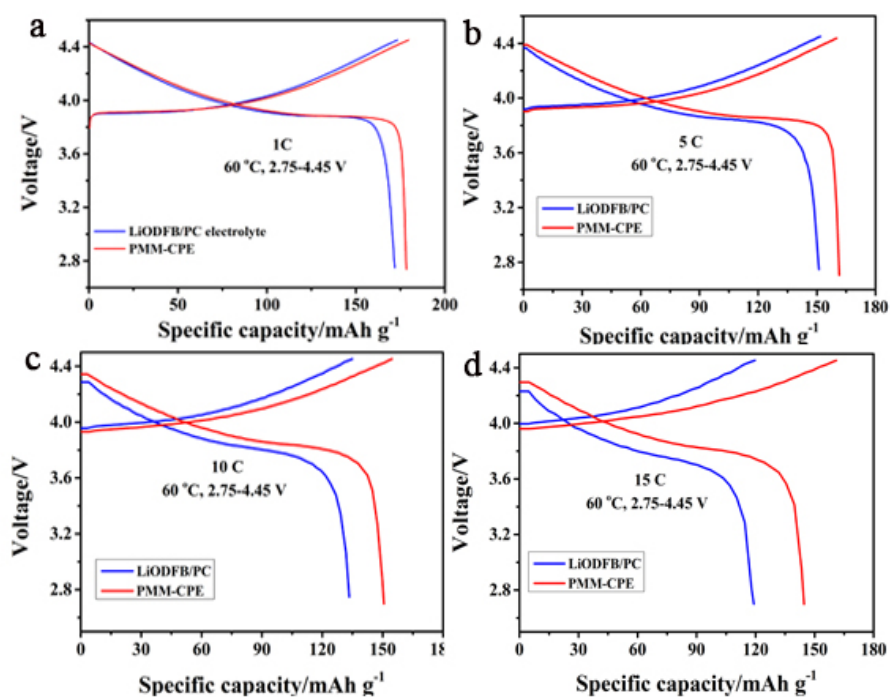 a
4.4
4.0
3.6
3.2
2.8
Voltage/V
1C
60 °C, 2.75-4.45 V
LiODFB/PC electrolyte
PMM-CPE
0 50 100 150 200
Specific capacity/mAh g-1
b
4.4
4.0
3.6
3.2
2.8
Voltage/V
5 C
60 °C, 2.75-4.45 V
LiODFB/PC
PMM-CPE
0 30 60 90 120 150 180
Specific capacity/mAh g-1
c
4.4
4.0
3.6
3.2
2.8
Voltage/V
10 C
60 °C, 2.75-4.45 V
LiODFB/PC
PMM-CPE
0 30 60 90 120 150 18
Specific capacity/mAh g-1
d
4.4
4.0
3.6
3.2
2.8
Voltage/V
15 C
60 °C, 2.75-4.45 V
LiODFB/PC
PMM-CPE
0 30 60 90 120 150 180
Specific capacity/mAh g-1